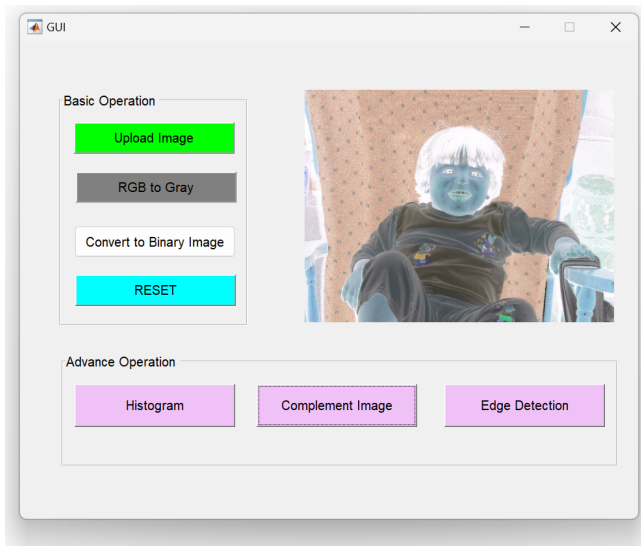 GUI
Basic Operation
Upload Image
RGB to Gray
Convert to Binary Image
RESET
Advance Operation
Histogram
Complement Image
Edge Detection